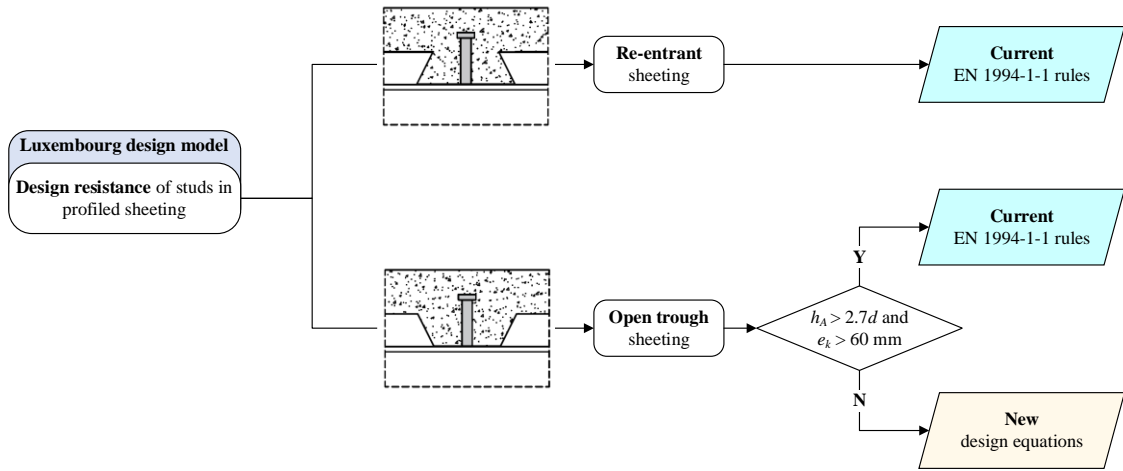 Luxembourg design model
Design resistance of studs in
profiled sheeting
Re-entrant
sheeting
Current
EN 1994-1-1 rules
Open trough
sheeting
h_A > 2.7d and
e_k > 60 mm
Y
Current
EN 1994-1-1 rules
N
New
design equations